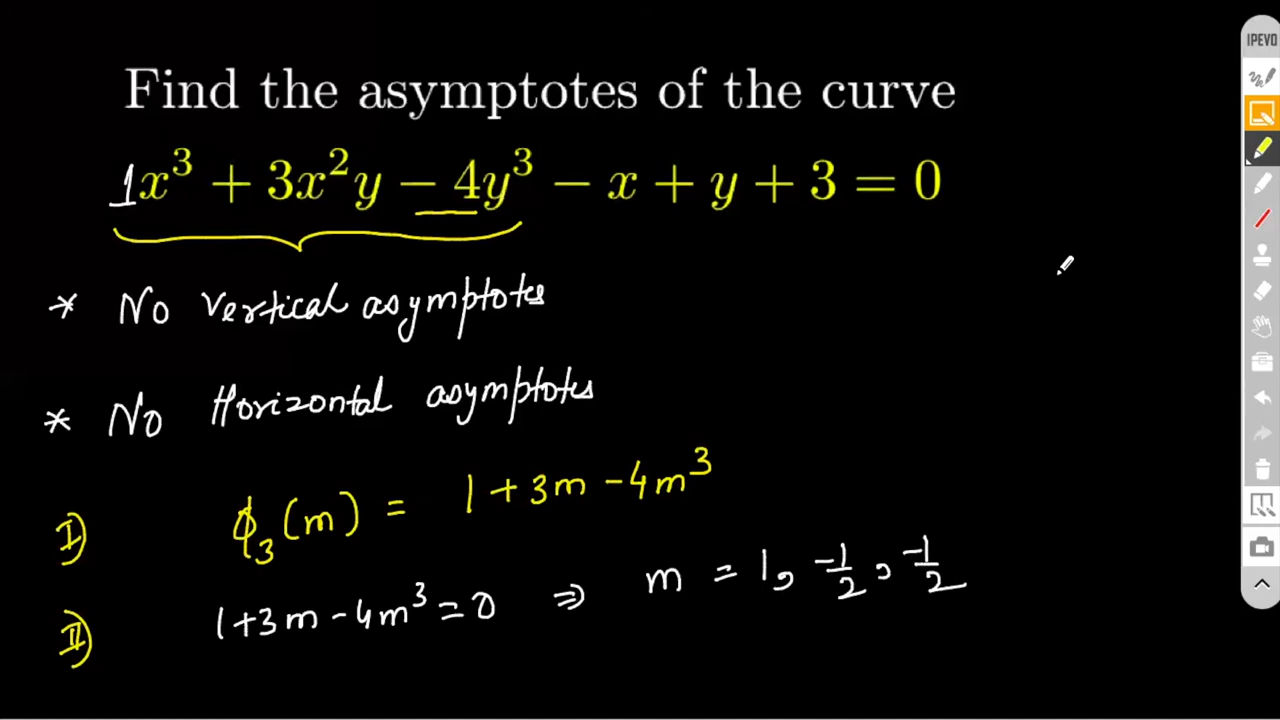 IPEVO
Find the asymptotes of the curve
1x³ + 3x²y − 4y³ − x + y + 3 = 0
* No vertical asymptotes
* No Horizontal asymptotes
I) ϕ₃(m) = 1 + 3m − 4m³
II) 1 + 3m − 4m³ = 0 ⇒ m = 1, −1/2, −1/2